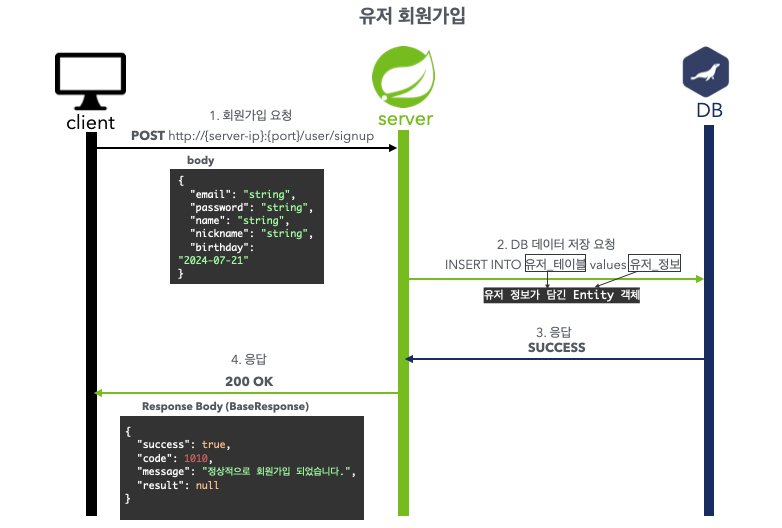 유저 회원가입
client
server
DB
1. 회원가입 요청
POST http://{server-ip}:{port}/user/signup
body
{
"email": "string",
"password": "string",
"name": "string",
"nickname": "string",
"birthday":
"2024-07-21"
}
2. DB 데이터 저장 요청
INSERT INTO 유저_테이블 values 유저_정보
유저 정보가 담긴 Entity 객체
3. 응답
SUCCESS
4. 응답
200 OK
Response Body (BaseResponse)
{
"success": true,
"code": 1010,
"message": "정상적으로 회원가입 되었습니다.",
"result": null
}